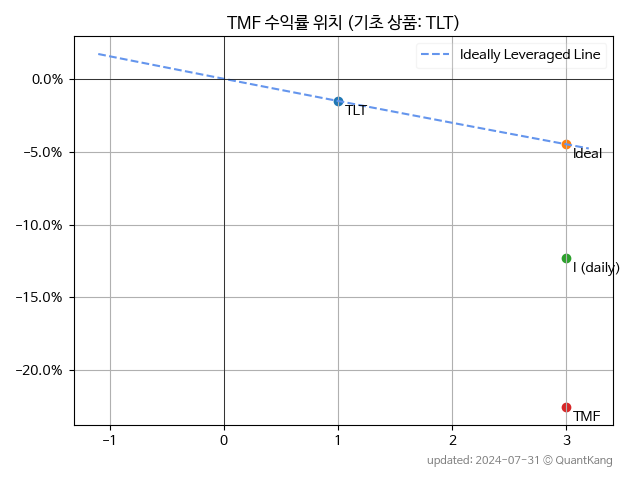 TMF 수익률 위치 (기초 상품: TLT)
Ideally Leveraged Line
0.0%
−5.0%
−10.0%
−15.0%
−20.0%
TLT
Ideal
I (daily)
TMF
−1
0
1
2
3
updated: 2024-07-31 © QuantKang